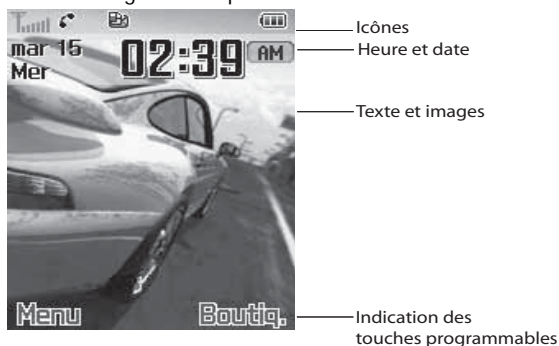 Icônes
mar 15
02:39 AM
Heure et date
Mer
Texte et images
Menu
Boutiq.
Indication des
touches programmables